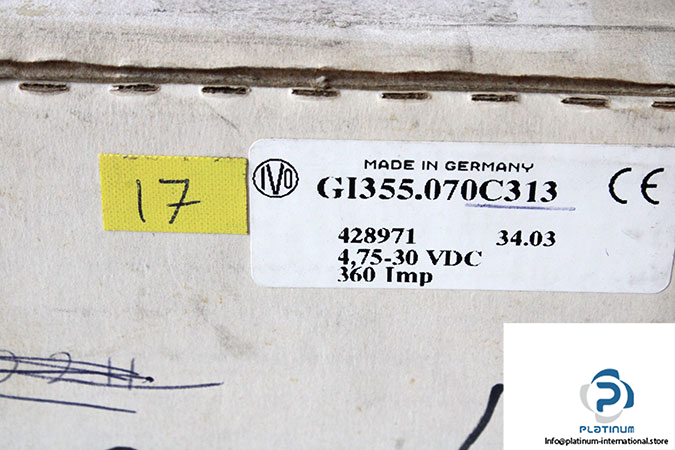 17
IVO
MADE IN GERMANY
GI355.070C313
CE
428971 34.03
4,75-30 VDC
360 Imp
PLATINUM
Info@platinum-international.store